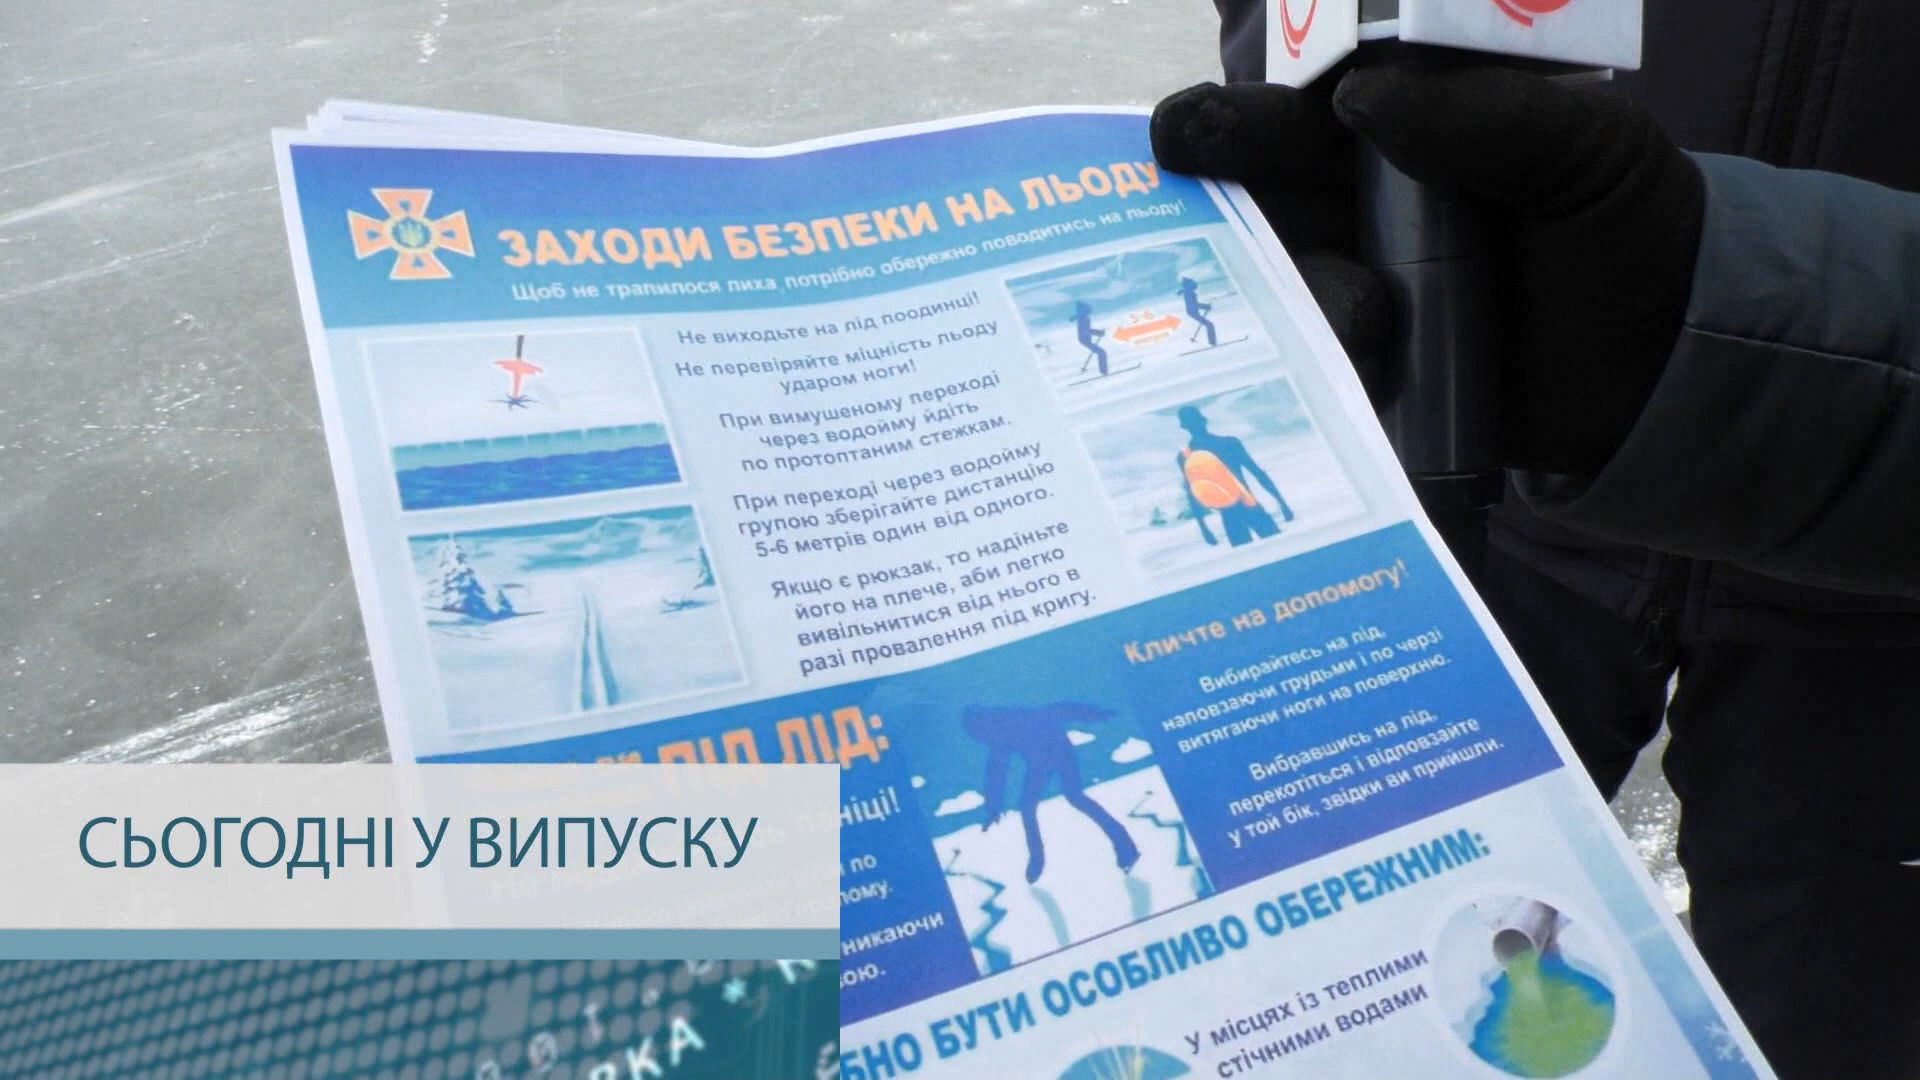 ЗАХОДИ БЕЗПЕКИ НА ЛЬОДУ
Щоб не трапилося лиха, потрібно обережно поводитись на льоду!
Не виходьте на лід поодинці!
Не перевіряйте міцність льоду
ударом ноги!
При вимушеному переході
через водойму йдіть
по протоптаним стежкам.
При переході через водойму
групою зберігайте дистанцію
5-6 метрів один від одного.
Якщо є рюкзак, то надіньте
його на плече, аби легко
вивільнитися від нього в
разі провалення під кригу.
5-6
метрів
ПІД ЛІД:
Кличте на допомогу!
Вибирайтесь на лід,
наповзаючи грудьми і по черзі
витягаючи ноги на поверхню.
Вибравшись на лід,
перекотіться і відповзайте
у той бік, звідки ви прийшли.
БУТИ ОСОБЛИВО ОБЕРЕЖНИМ:
У місцях із теплими
стічними водами
СЬОГОДНІ У ВИПУСКУ